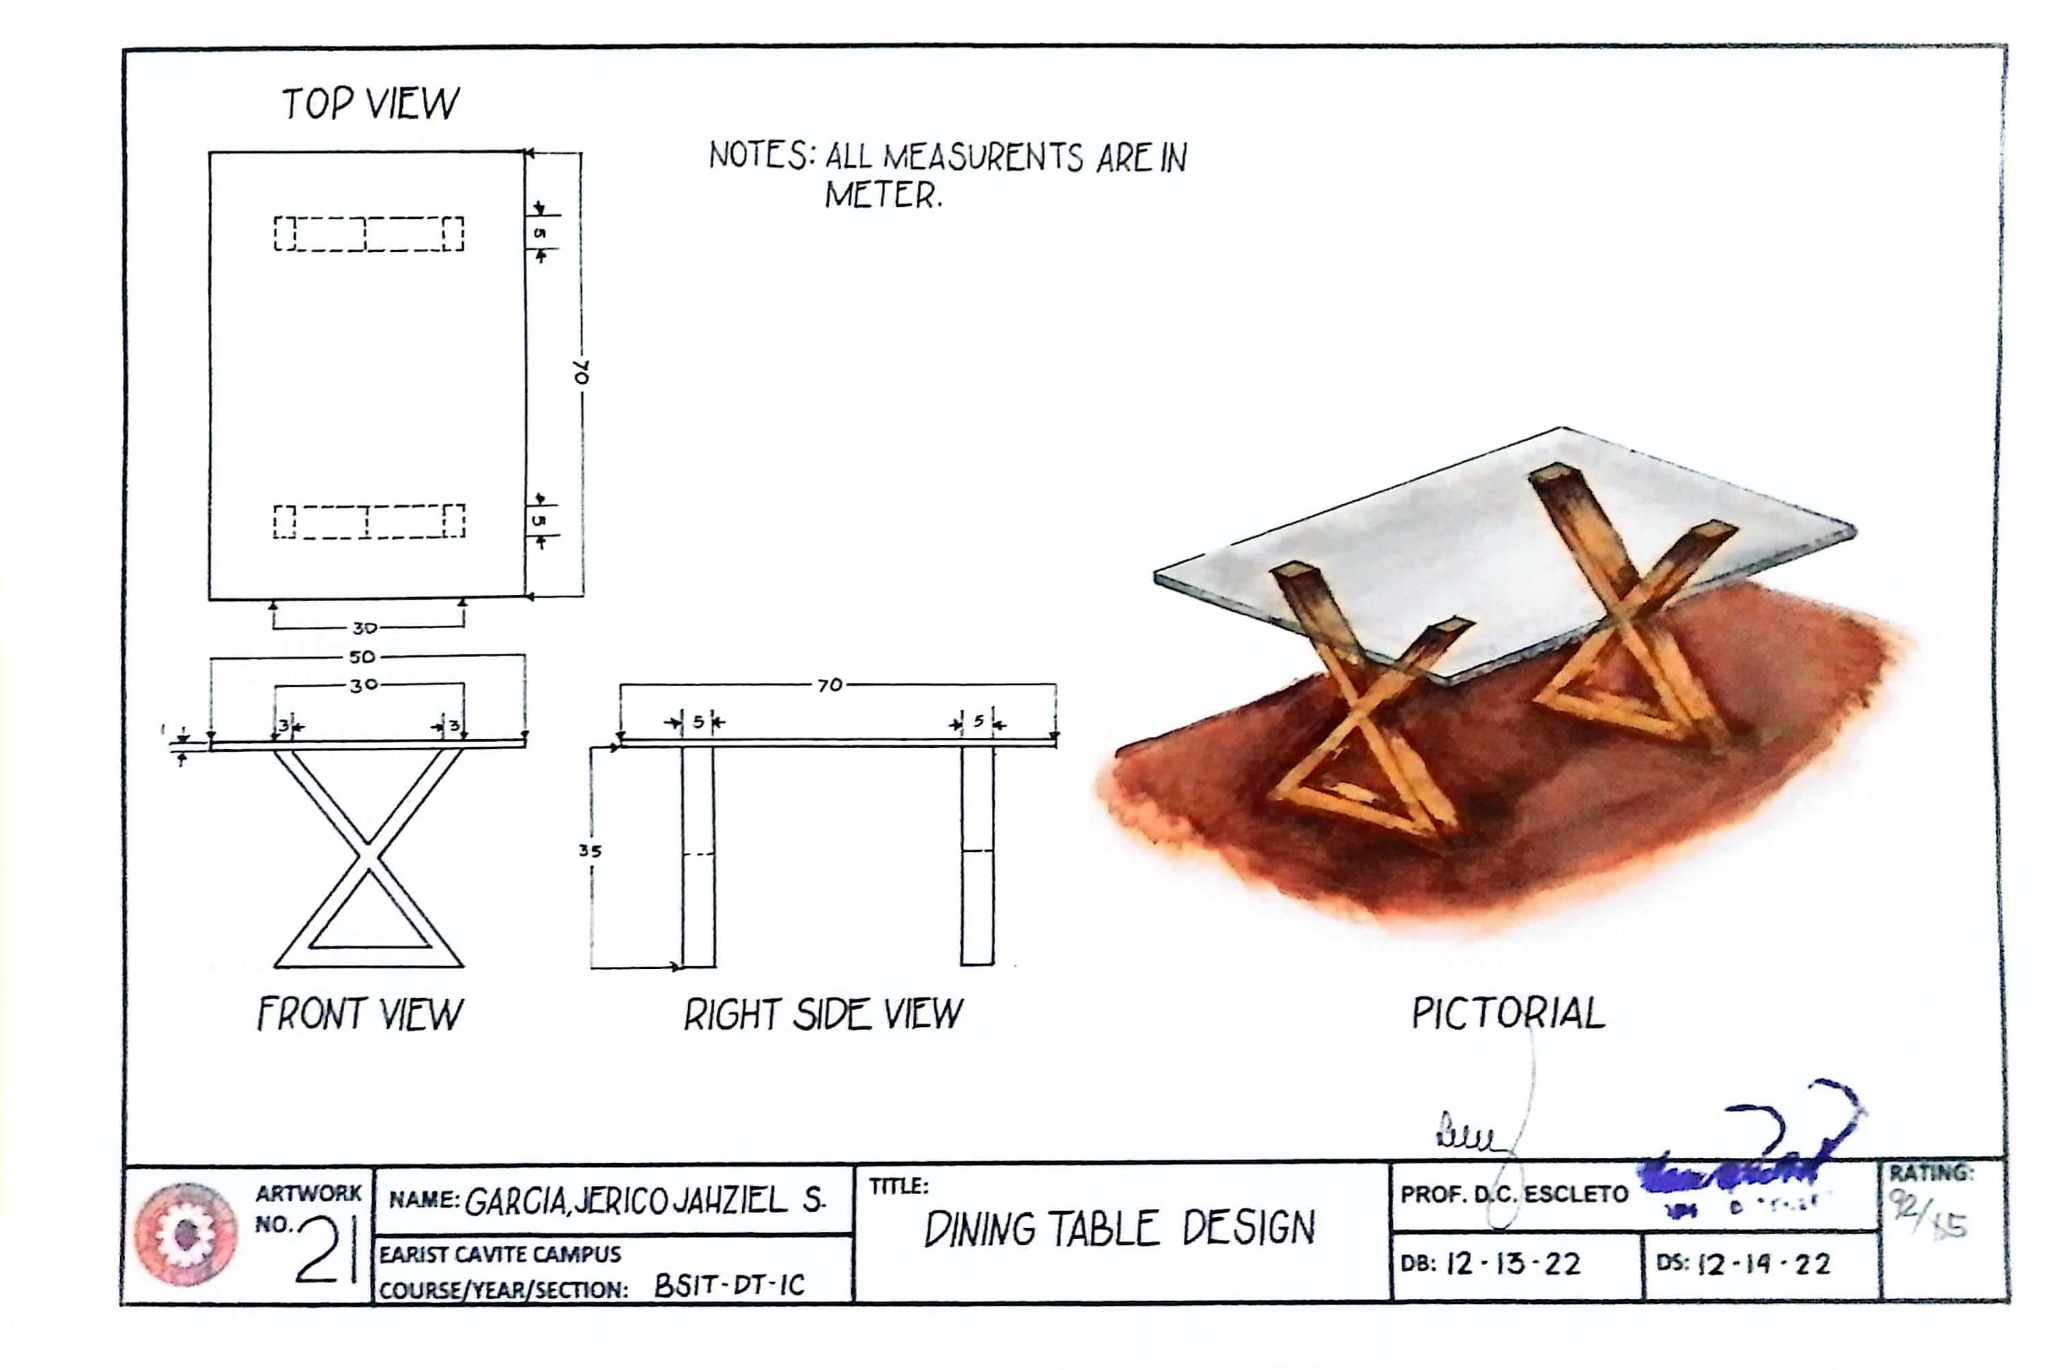 TOP VIEW
NOTES: ALL MEASURENTS ARE IN
METER.
5
70
5
30
50
30
3
3
1
70
5
5
35
FRONT VIEW
RIGHT SIDE VIEW
PICTORIAL
ARTWORK
NO. 21
NAME: GARCIA, JERICO JAHZIEL S.
EARIST CAVITE CAMPUS
COURSE/YEAR/SECTION: BSIT-DT-1C
TITLE:
DINING TABLE DESIGN
PROF. D.C. ESCLETO
DB: 12-13-22
DS: 12-19-22
RATING:
92/85